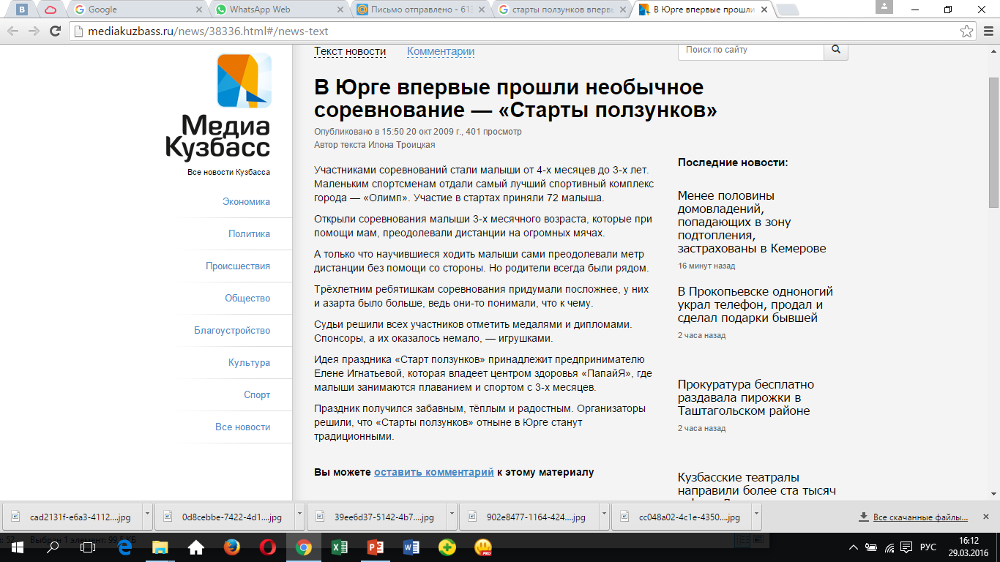 Google
WhatsApp Web
Письмо отправлено - 613
старты ползунков впервы
В Юрге впервые прошли
mediakuzbass.ru/news/38336.html#/news-text
Текст новости
Комментарии
Поиск по сайту
Медиа
Кузбасс
Все новости Кузбасса
Экономика
Политика
Происшествия
Общество
Благоустройство
Культура
Спорт
Все новости
В Юрге впервые прошли необычное
соревнование — «Старты ползунков»
Опубликовано в 15:50 20 окт 2009 г., 401 просмотр
Автор текста Илона Троицкая
Участниками соревнований стали малыши от 4-х месяцев до 3-х лет.
Маленьким спортсменам отдали самый лучший спортивный комплекс
города — «Олимп». Участие в стартах приняли 72 малыша.
Открыли соревнования малыши 3-х месячного возраста, которые при
помощи мам, преодолевали дистанции на огромных мячах.
А только что научившиеся ходить малыши сами преодолевали метр
дистанции без помощи со стороны. Но родители всегда были рядом.
Трёхлетним ребятишкам соревнования придумали посложнее, у них
и азарта было больше, ведь они-то понимали, что к чему.
Судьи решили всех участников отметить медалями и дипломами.
Спонсоры, а их оказалось немало, — игрушками.
Идея праздника «Старт ползунков» принадлежит предпринимателю
Елене Игнатьевой, которая владеет центром здоровья «ПапайЯ», где
малыши занимаются плаванием и спортом с 3-х месяцев.
Праздник получился забавным, тёплым и радостным. Организаторы
решили, что «Старты ползунков» отныне в Юрге станут
традиционными.
Вы можете оставить комментарий к этому материалу
Последние новости:
Менее половины
домовладений,
попадающих в зону
подтопления,
застрахованы в Кемерове
16 минут назад
В Прокопьевске одноногий
украл телефон, продал и
сделал подарки бывшей
2 часа назад
Прокуратура бесплатно
раздавала пирожки в
Таштагольском районе
2 часа назад
Кузбасские театралы
направили более ста тысяч
cad2131f-e6a3-4112....jpg
0d8cebbe-7422-4d1....jpg
39ee6d37-5142-4b7....jpg
902e8477-1164-424....jpg
cc048a02-4c1e-4350....jpg
Все скачанные файлы...
Выбран 1 элемент: 99,5 КБ
РУС
16:12
29.03.2016